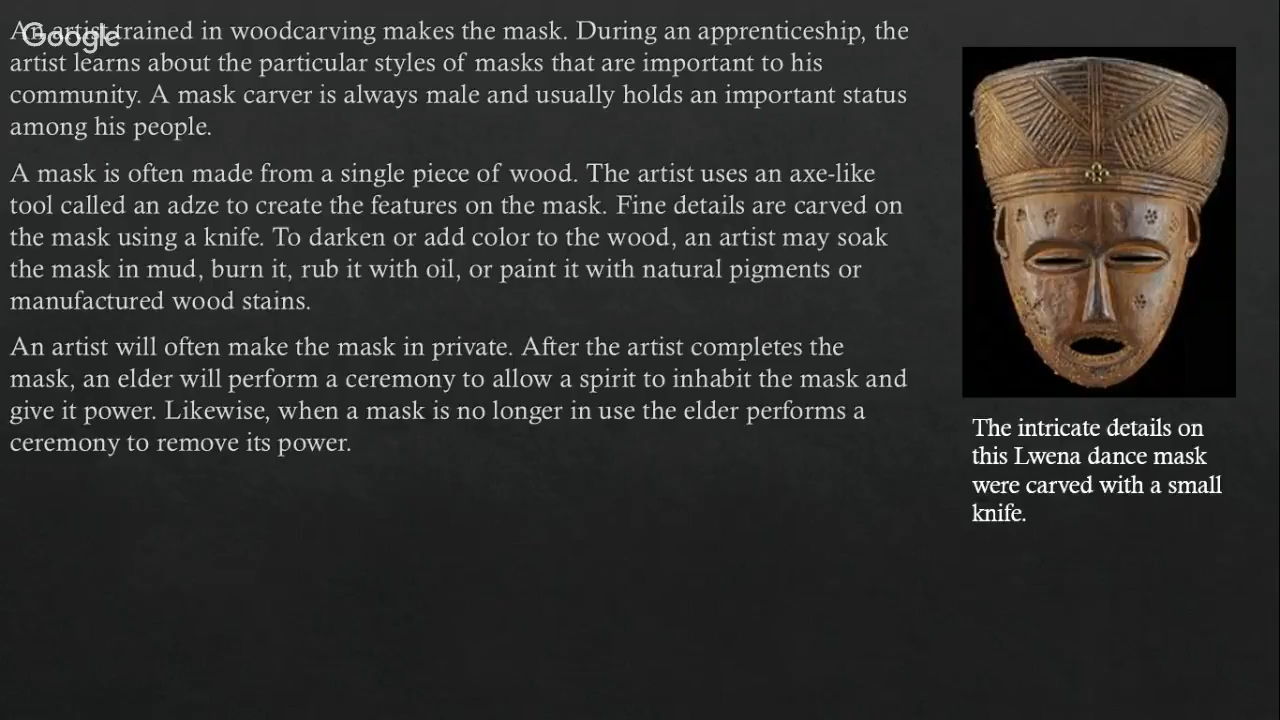 An artist trained in woodcarving makes the mask. During an apprenticeship, the
Google
artist learns about the particular styles of masks that are important to his
community. A mask carver is always male and usually holds an important status
among his people.
A mask is often made from a single piece of wood. The artist uses an axe-like
tool called an adze to create the features on the mask. Fine details are carved on
the mask using a knife. To darken or add color to the wood, an artist may soak
the mask in mud, burn it, rub it with oil, or paint it with natural pigments or
manufactured wood stains.
An artist will often make the mask in private. After the artist completes the
mask, an elder will perform a ceremony to allow a spirit to inhabit the mask and
give it power. Likewise, when a mask is no longer in use the elder performs a
ceremony to remove its power.
The intricate details on
this Lwena dance mask
were carved with a small
knife.